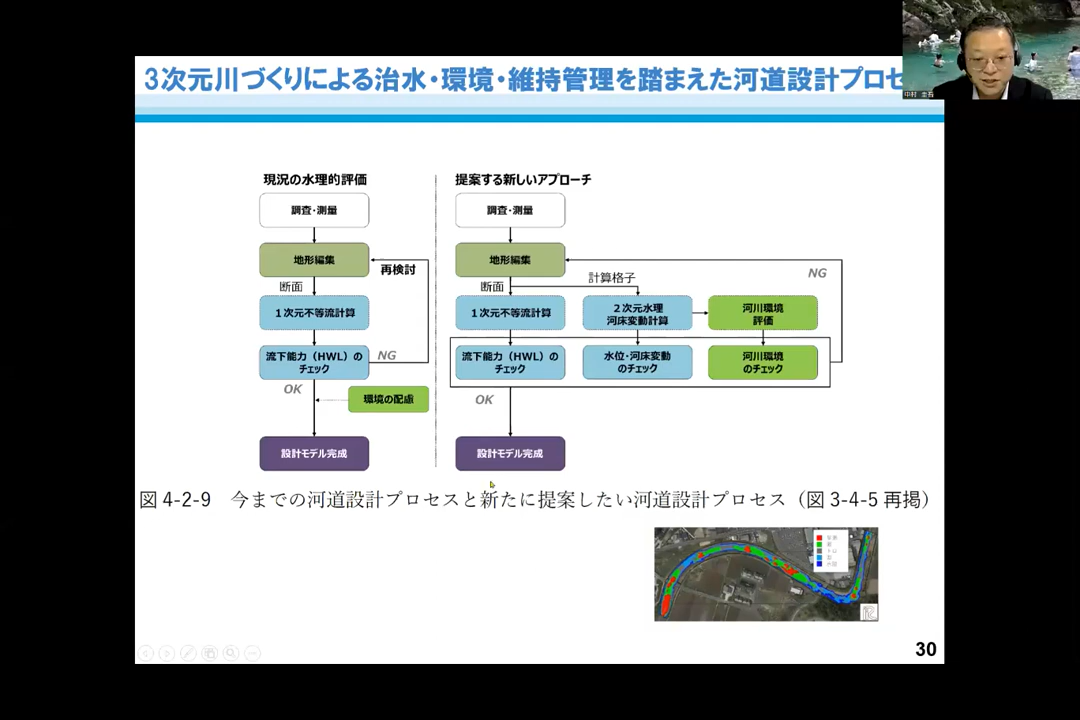 3次元川づくりによる治水・環境・維持管理を踏まえた河道設計プロセ
現況の水理的評価
調査・測量
地形編集
再検討
断面
1次元不等流計算
流下能力（HWL）の
チェック
NG
OK
環境の配慮
設計モデル完成
提案する新しいアプローチ
調査・測量
地形編集
NG
断面
計算格子
1次元不等流計算
2次元水理
河床変動計算
河川環境
評価
流下能力（HWL）の
チェック
水位・河床変動
のチェック
河川環境
のチェック
OK
設計モデル完成
図 4-2-9 今までの河道設計プロセスと新たに提案したい河道設計プロセス（図 3-4-5 再掲）
30